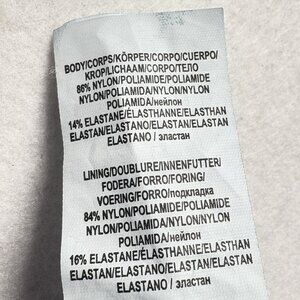 BODY/CORPS/KÖRPER/CORPO/CUERPO/
KROP/LICHAAM/CORPO/ТЕЛО
86% NYLON/POLIAMIDE/POLIAMIDE
NYLON/POLIAMIDA/NYLON/NYLON
POLIAMIDA/нейлон
14% ELASTANE/ÉLASTHANNE/ELASTHAN
ELASTAN/ELASTANO/ELASTAN/ELASTAN
ELASTANO / эластан
LINING/DOUBLURE/INNENFUTTER/
FODERA/FORRO/FORING/
VOERING/FORRO/подкладка
84% NYLON/POLIAMIDE/POLIAMIDE
NYLON/POLIAMIDA/NYLON/NYLON
POLIAMIDA/нейлон
16% ELASTANE/ÉLASTHANNE/ELASTHAN
ELASTAN/ELASTANO/ELASTAN/ELASTAN
ELASTANO / эластан